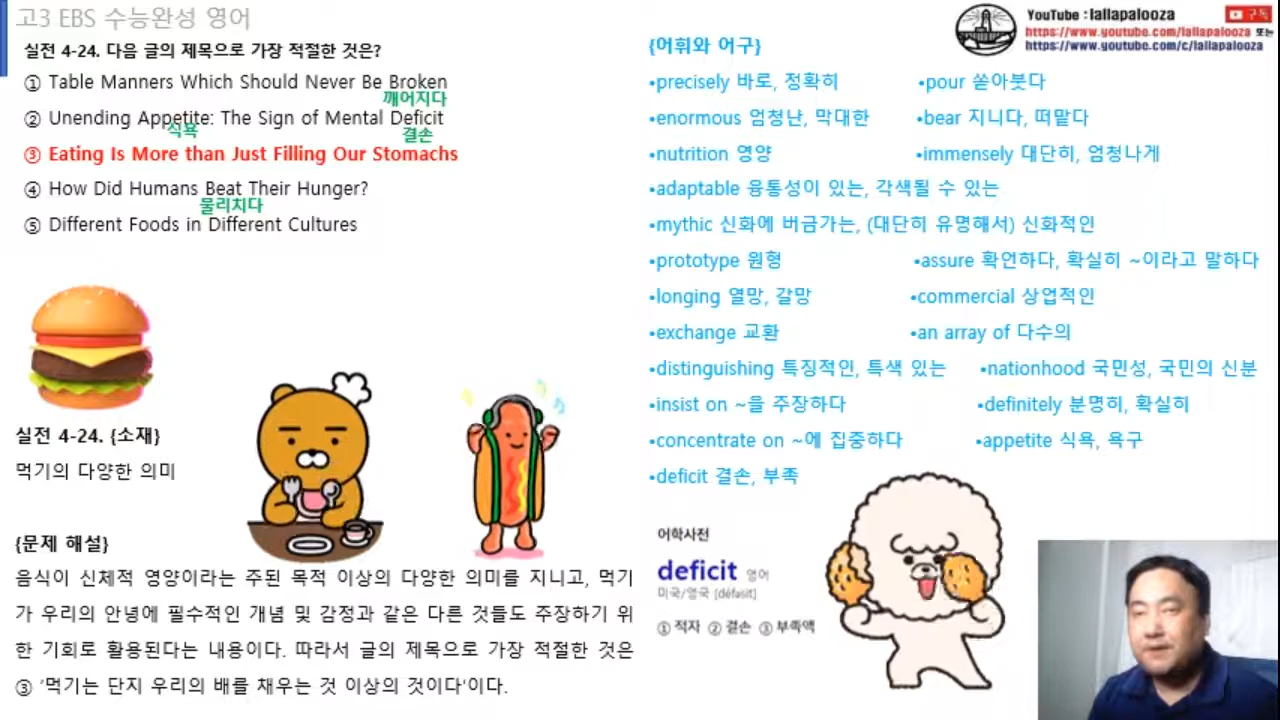 고3 EBS 수능완성 영어
YouTube : lallapalooza
구독
https://www.youtube.com/lallapalooza 또는
https://www.youtube.com/c/lallapalooza
실전 4-24. 다음 글의 제목으로 가장 적절한 것은?
① Table Manners Which Should Never Be Broken
깨어지다
② Unending Appetite: The Sign of Mental Deficit
식욕 결손
③ Eating Is More than Just Filling Our Stomachs
④ How Did Humans Beat Their Hunger?
물리치다
⑤ Different Foods in Different Cultures
실전 4-24. {소재}
먹기의 다양한 의미
{문제 해설}
음식이 신체적 영양이라는 주된 목적 이상의 다양한 의미를 지니고, 먹기
가 우리의 안녕에 필수적인 개념 및 감정과 같은 다른 것들도 주장하기 위
한 기회로 활용된다는 내용이다. 따라서 글의 제목으로 가장 적절한 것은
③ '먹기는 단지 우리의 배를 채우는 것 이상의 것이다'이다.
{어휘와 어구}
•precisely 바로, 정확히 •pour 쏟아붓다
•enormous 엄청난, 막대한 •bear 지니다, 떠맡다
•nutrition 영양 •immensely 대단히, 엄청나게
•adaptable 융통성이 있는, 각색될 수 있는
•mythic 신화에 버금가는, (대단히 유명해서) 신화적인
•prototype 원형 •assure 확언하다, 확실히 ~이라고 말하다
•longing 열망, 갈망 •commercial 상업적인
•exchange 교환 •an array of 다수의
•distinguishing 특징적인, 특색 있는 •nationhood 국민성, 국민의 신분
•insist on ~을 주장하다 •definitely 분명히, 확실히
•concentrate on ~에 집중하다 •appetite 식욕, 욕구
•deficit 결손, 부족
어학사전
deficit 영어
미국/영국 [défəsit]
① 적자 ② 결손 ③ 부족액